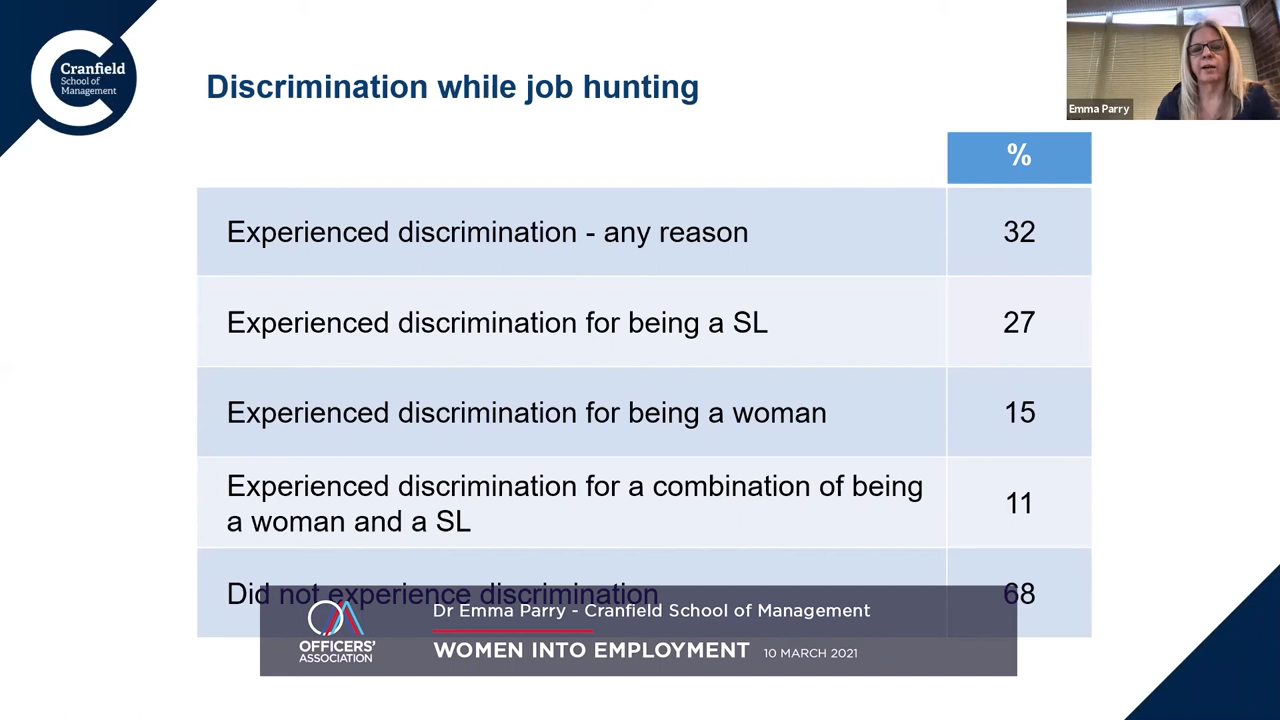 Cranfield
School of
Management
Discrimination while job hunting
Emma Parry
%
Experienced discrimination - any reason 32
Experienced discrimination for being a SL 27
Experienced discrimination for being a woman 15
Experienced discrimination for a combination of being
a woman and a SL 11
Did not experience discrimination 68
OFFICERS'
ASSOCIATION
Dr Emma Parry - Cranfield School of Management
WOMEN INTO EMPLOYMENT 10 MARCH 2021